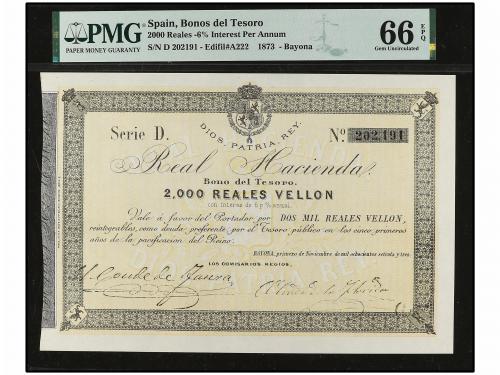 PMG
PAPER MONEY GUARANTY
Spain, Bonos del Tesoro
2000 Reales -6% Interest Per Annum
S/N D 202191 - Edifil#A222 1873 - Bayona
66 EPQ
Gem Uncirculated
DIOS. PATRIA. REY.
Serie D.
No. 202,191
Real Hacienda.
Bono del Tesoro.
2,000 REALES VELLON
con interes de 6 p% anual.
Vale á favor del Portador por DOS MIL REALES VELLON,
reintegrables, como deuda preferente por el Tesoro público en los cinco primeros
años de la pacificacion del Reino.
BAYONA, primero de Noviembre de mil ochocientos setenta y tres.
LOS COMISARIOS REGIOS,